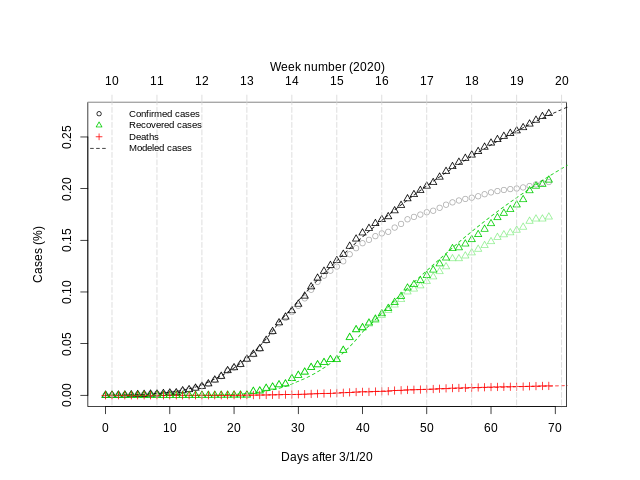 Week number (2020)
10 11 12 13 14 15 16 17 18 19 20
Confirmed cases
Recovered cases
Deaths
Modeled cases
Cases (%)
0.25
0.20
0.15
0.10
0.05
0.00
0 10 20 30 40 50 60 70
Days after 3/1/20